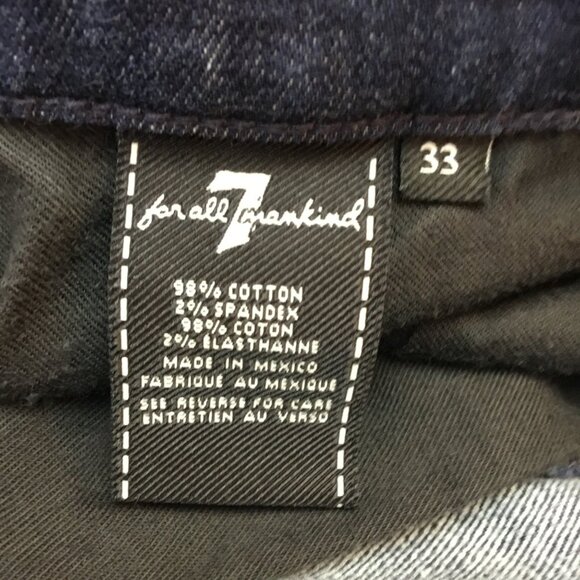 for all 7 mankind
33
98% COTTON
2% SPANDEX
98% COTON
2% ELASTHANNE
MADE IN MEXICO
FABRIQUE AU MEXIQUE
SEE REVERSE FOR CARE
ENTRETIEN AU VERSO